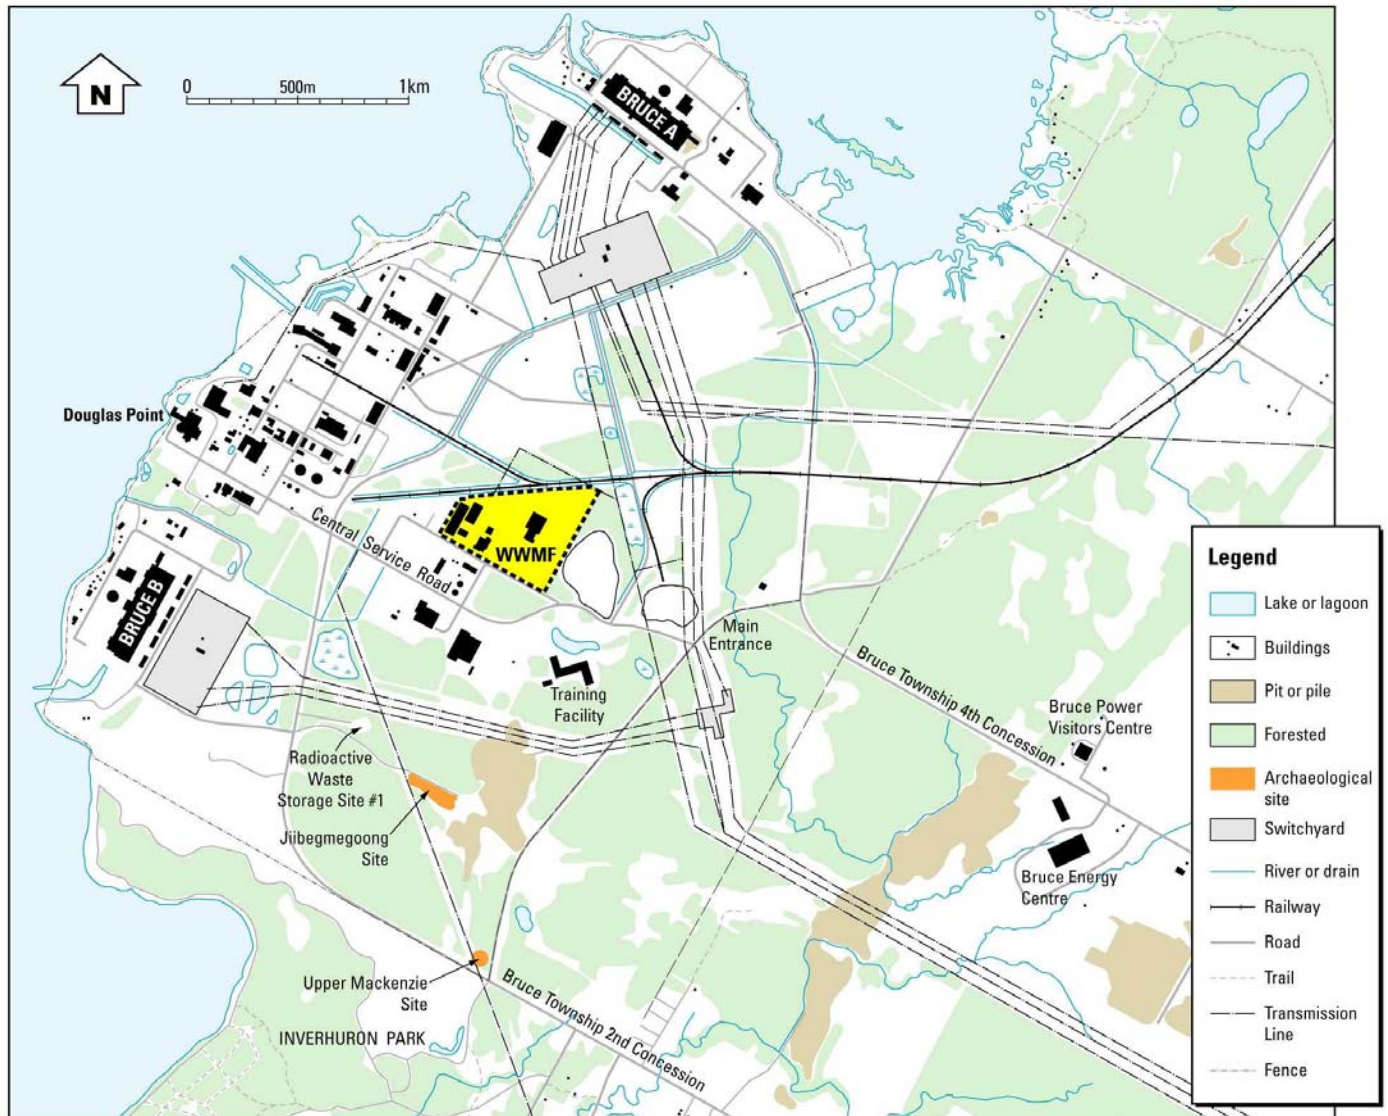 N
0 500m 1km
BRUCE A
Douglas Point
Central Service Road
WWMF
BRUCE B
Main
Entrance
Training
Facility
Bruce Township 4th Concession
Bruce Power
Visitors Centre
Radioactive
Waste
Storage Site #1
Jiibegmegoong
Site
Bruce Energy
Centre
Upper Mackenzie
Site
Bruce Township 2nd Concession
INVERHURON PARK
Legend
Lake or lagoon
Buildings
Pit or pile
Forested
Archaeological
site
Switchyard
River or drain
Railway
Road
Trail
Transmission
Line
Fence